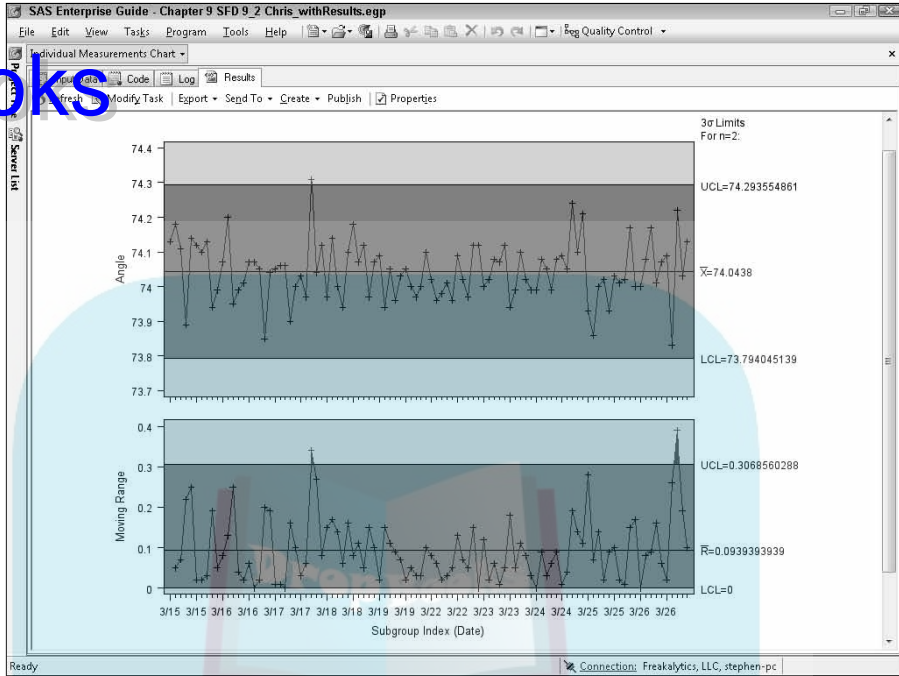 SAS Enterprise Guide - Chapter 9 SFD 9_2 Chris_withResults.egp
File Edit View Tasks Program Tools Help Quality Control
Individual Measurements Chart
Code Log Results
Refresh Modify Task Export Send To Create Publish Properties
oks
Server List
3σ Limits
For n=2:
74.4
74.3
74.2
74.1
74
73.9
73.8
73.7
Angle
UCL=74.293554861
X̅=74.0438
LCL=73.794045139
0.4
0.3
0.2
0.1
0
Moving Range
UCL=0.3068560288
R̅=0.0939393939
LCL=0
3/15 3/15 3/16 3/16 3/17 3/17 3/18 3/18 3/19 3/19 3/22 3/22 3/23 3/23 3/24 3/24 3/25 3/25 3/26 3/26
Subgroup Index (Date)
Ready
Connection: Freakalytics, LLC, stephen-pc